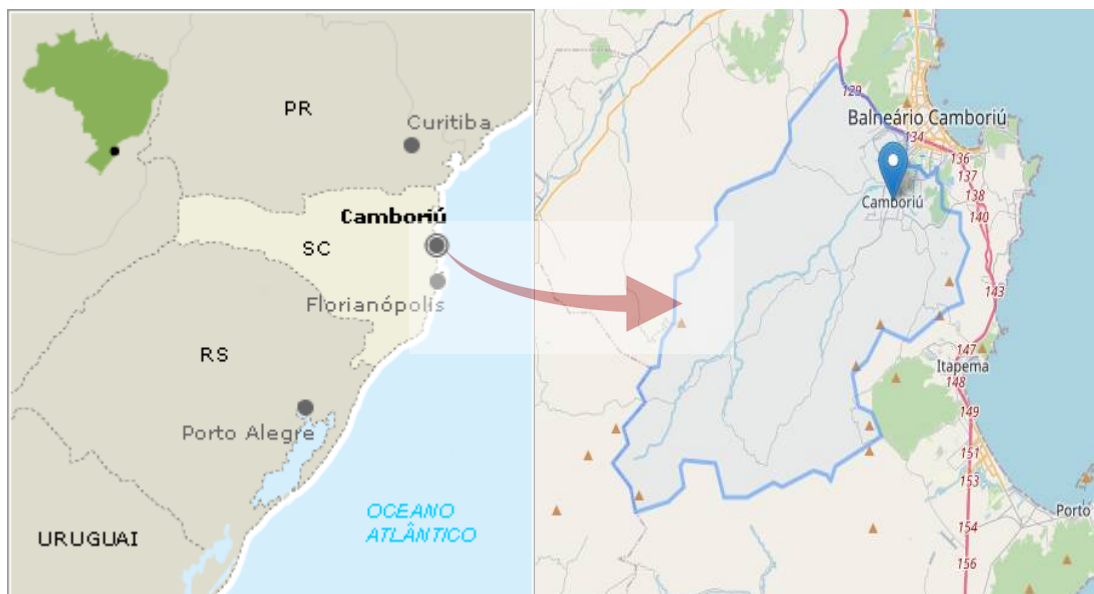 PR
Curitiba
Camboriú
SC
Florianópolis
RS
Porto Alegre
OCEANO
ATLÂNTICO
URUGUAI
129
Balneário Camboriú
134
136
137
138
140
Camboriú
143
147
Itapema
148
149
151
153
Porto
154
156